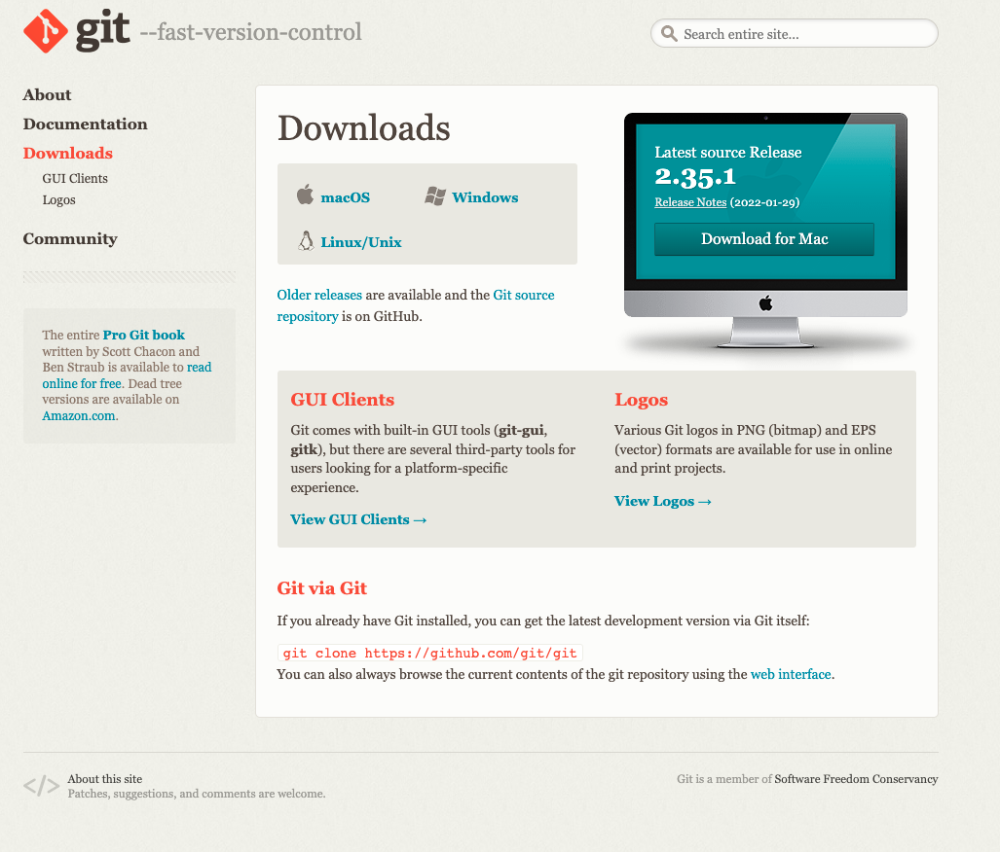 git --fast-version-control
Search entire site...
About
Documentation
Downloads
GUI Clients
Logos
Community
The entire Pro Git book
written by Scott Chacon and
Ben Straub is available to read
online for free. Dead tree
versions are available on
Amazon.com.
Downloads
macOS
Windows
Linux/Unix
Older releases are available and the Git source
repository is on GitHub.
Latest source Release
2.35.1
Release Notes (2022-01-29)
Download for Mac
GUI Clients
Git comes with built-in GUI tools (git-gui,
gitk), but there are several third-party tools for
users looking for a platform-specific
experience.
View GUI Clients →
Logos
Various Git logos in PNG (bitmap) and EPS
(vector) formats are available for use in online
and print projects.
View Logos →
Git via Git
If you already have Git installed, you can get the latest development version via Git itself:
git clone https://github.com/git/git
You can also always browse the current contents of the git repository using the web interface.
</> About this site
Patches, suggestions, and comments are welcome.
Git is a member of Software Freedom Conservancy